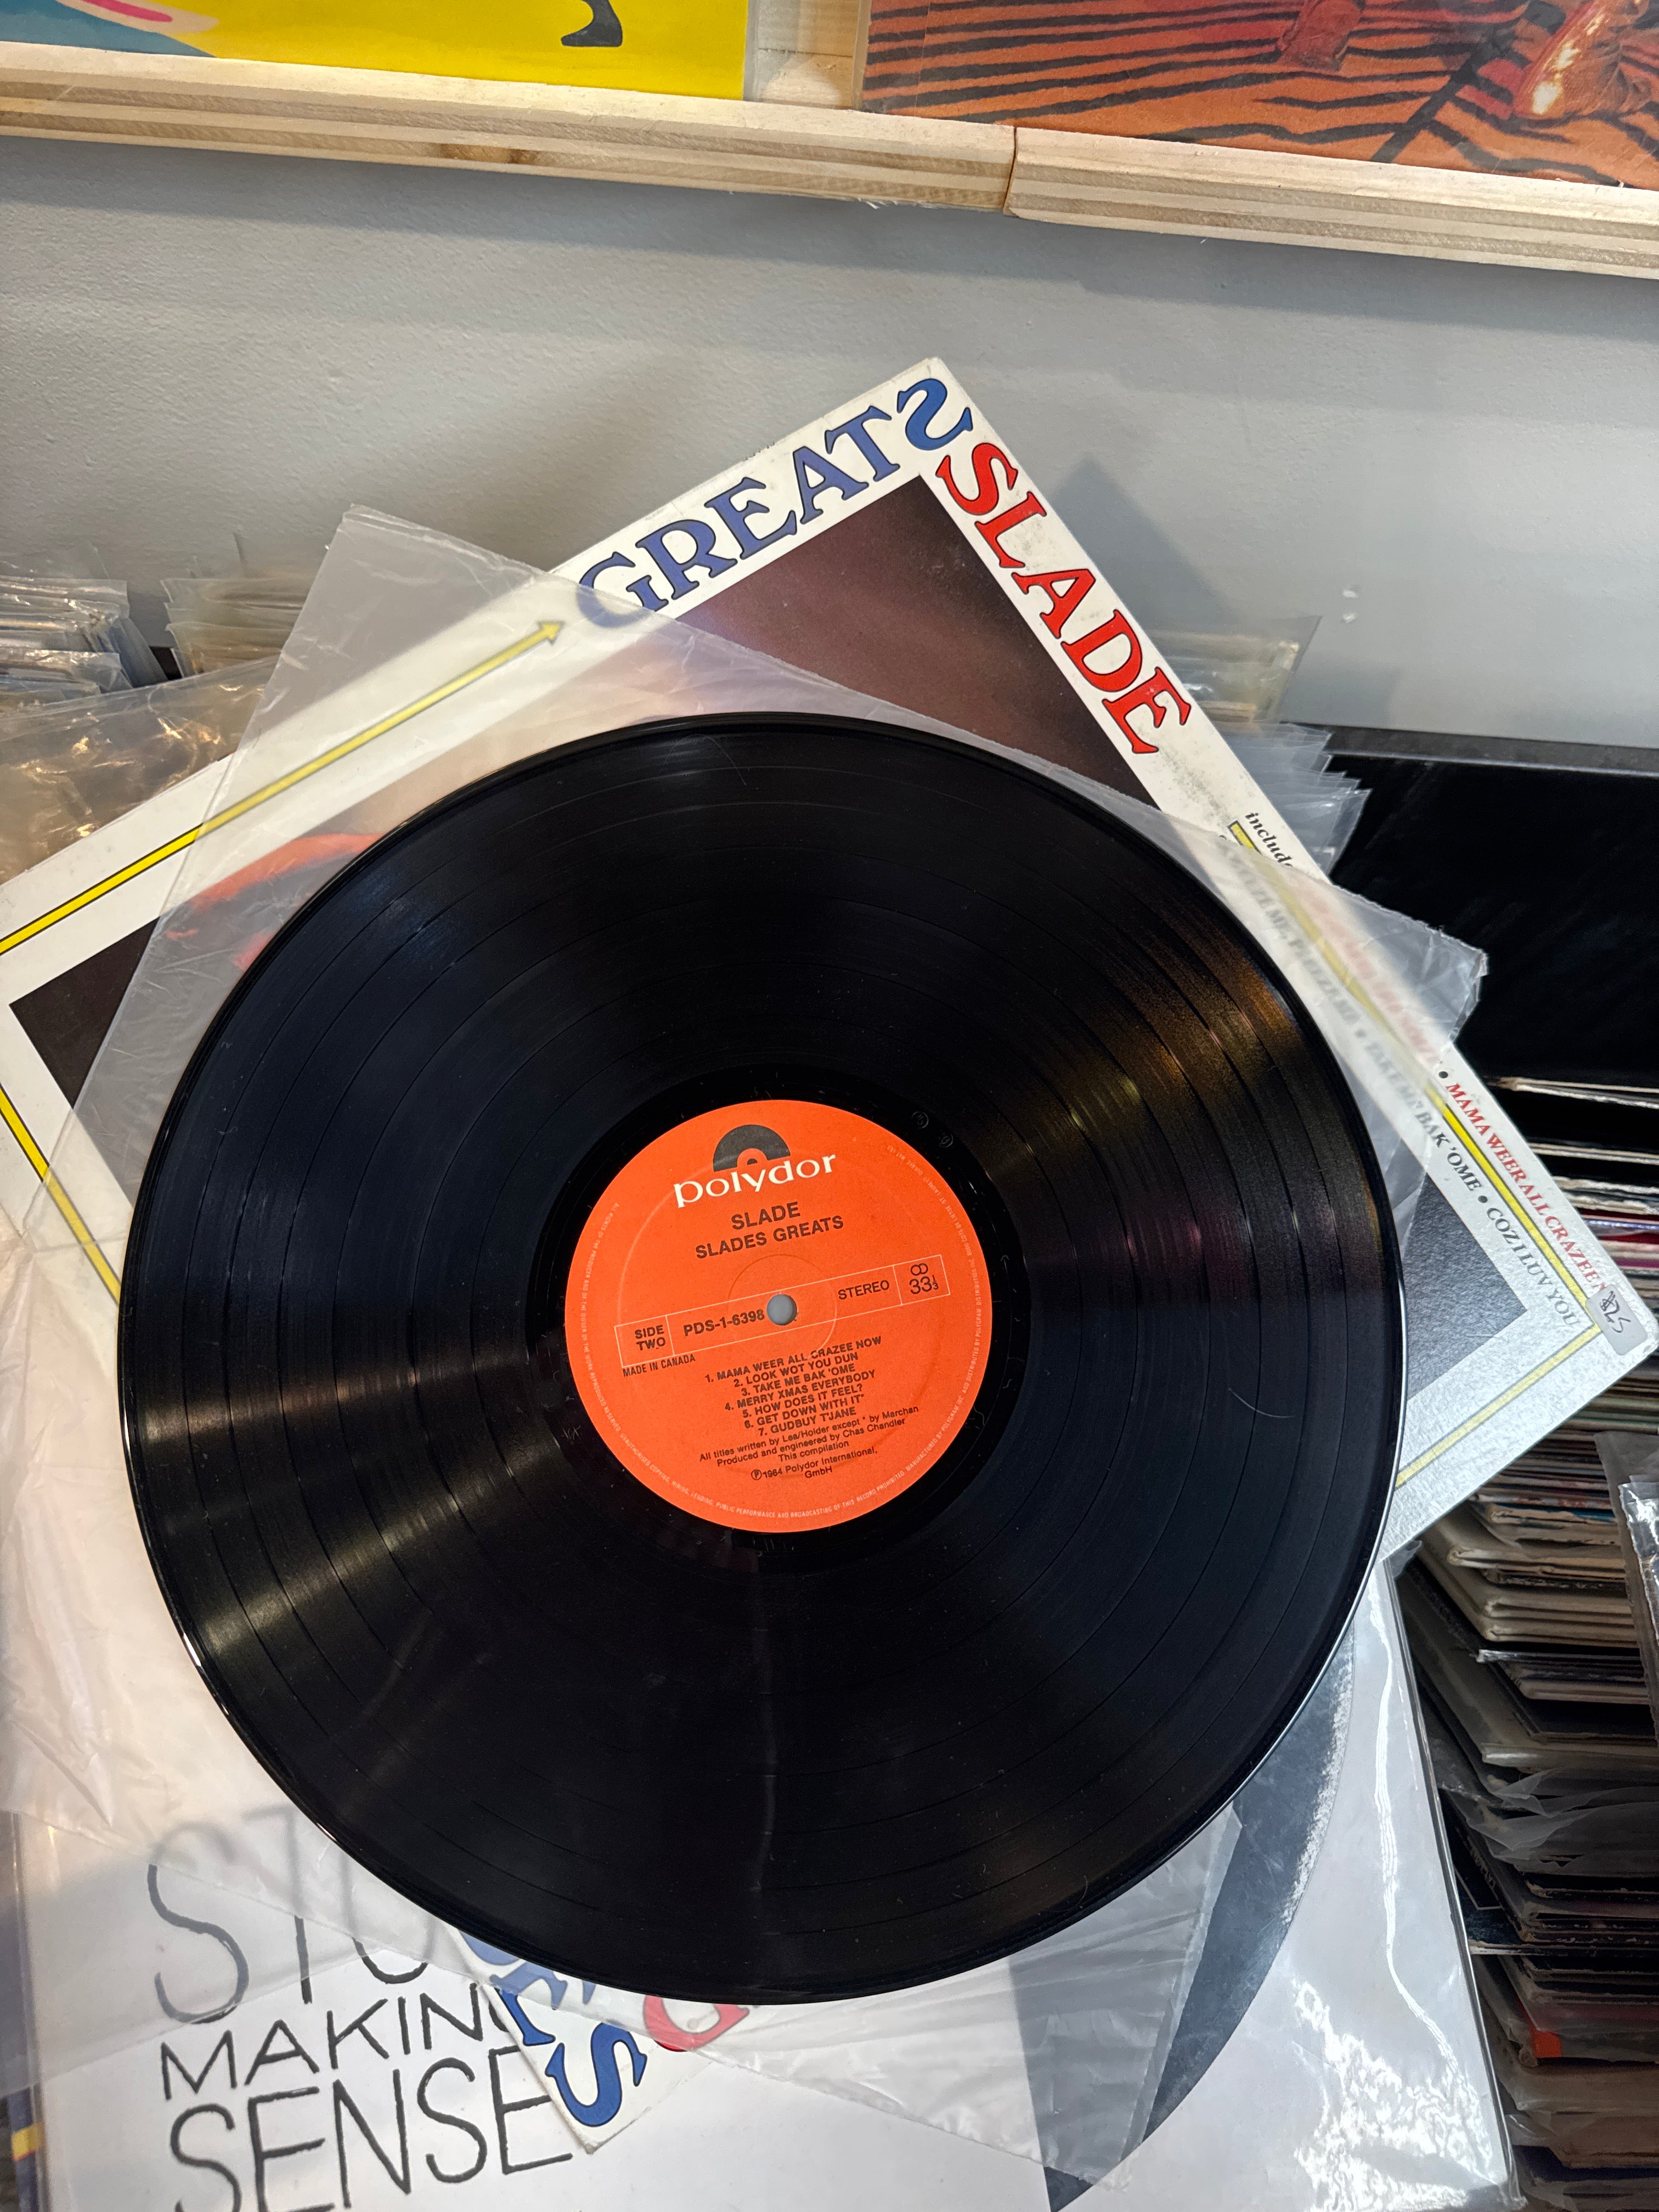 GREATS
SLADE
includ
TAKE ME BAK 'OME • COZ I LUV YOU
• MAMA WEER ALL CRAZEE N
polydor
SLADE
SLADES GREATS
SIDE TWO
PDS-1-6398
STEREO
33⅓
MADE IN CANADA
1. MAMA WEER ALL CRAZEE NOW
2. LOOK WOT YOU DUN
3. TAKE ME BAK 'OME
4. MERRY XMAS EVERYBODY
5. HOW DOES IT FEEL?
6. GET DOWN WITH IT*
7. GUDBUY T'JANE
All titles written by Lea/Holder except * by Marchan
Produced and engineered by Chas Chandler
This compilation
Ⓟ1984 Polydor International,
GmbH
STO
MAKIN
SENSE